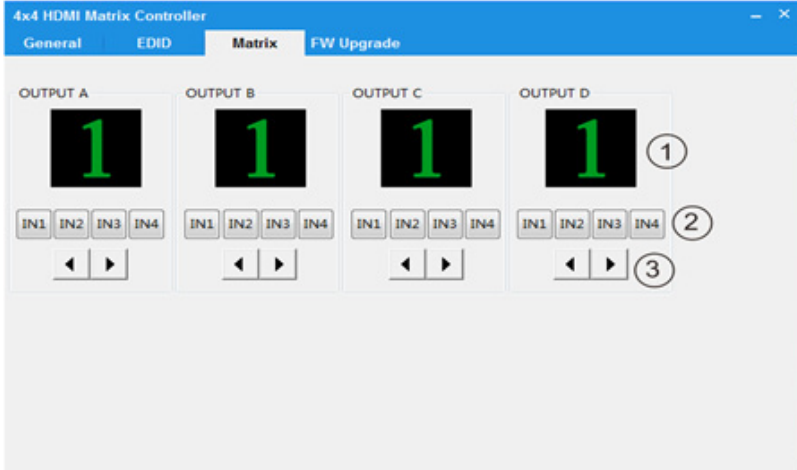 4x4 HDMI Matrix Controller
General EDID Matrix FW Upgrade
OUTPUT A OUTPUT B OUTPUT C OUTPUT D
1 1 1 1 1
IN1 IN2 IN3 IN4 IN1 IN2 IN3 IN4 IN1 IN2 IN3 IN4 IN1 IN2 IN3 IN4 2
3